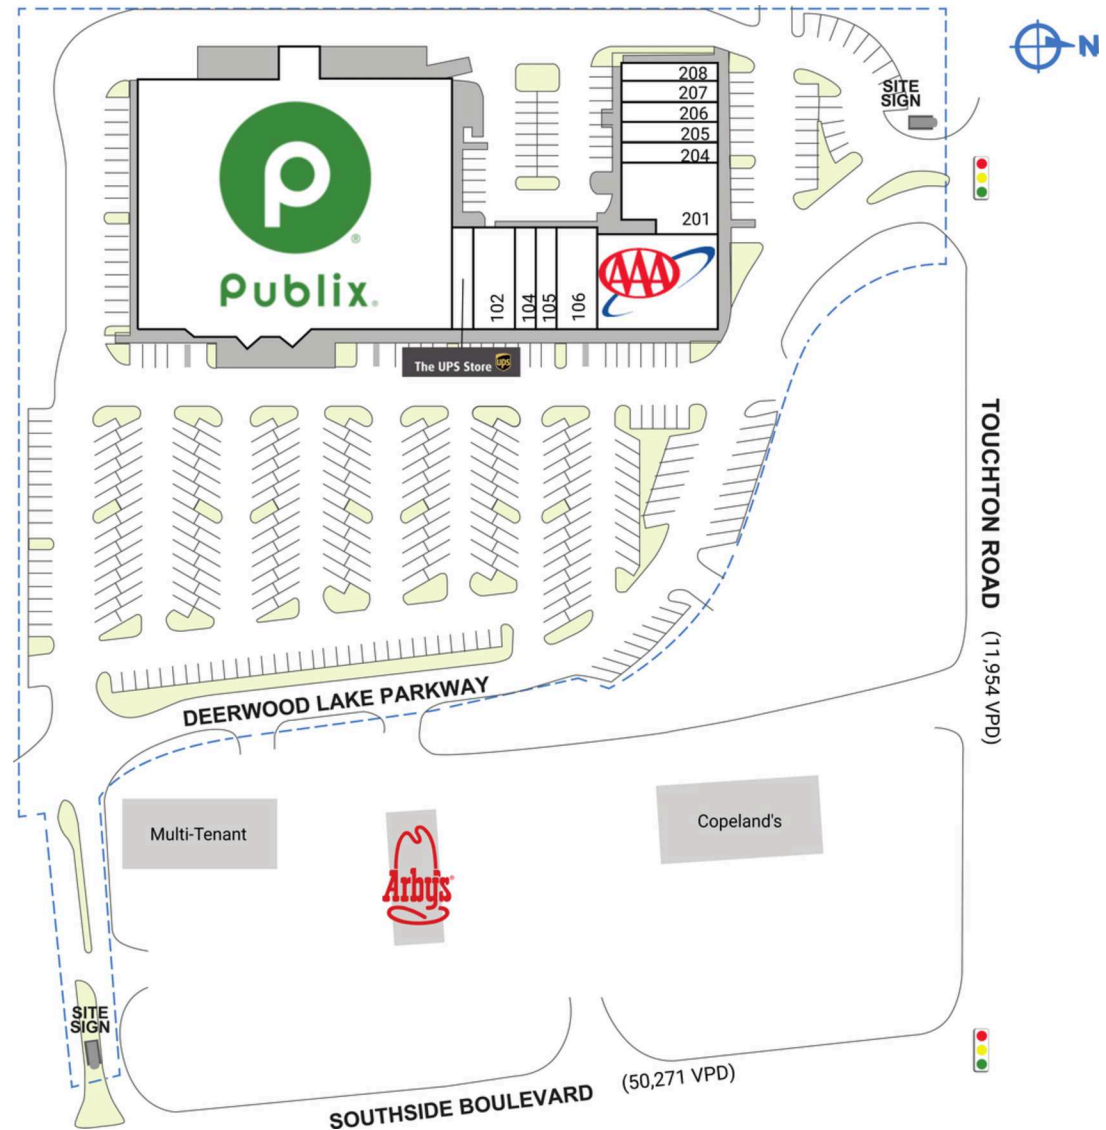 N
SITE
SIGN
208
207
206
205
204
201
Publix®
AAA
102
104
105
106
The UPS Store ups
TOUCHTON ROAD (11,954 VPD)
DEERWOOD LAKE PARKWAY
Multi-Tenant
Arby's®
Copeland's
SITE
SIGN
SOUTHSIDE BOULEVARD (50,271 VPD)